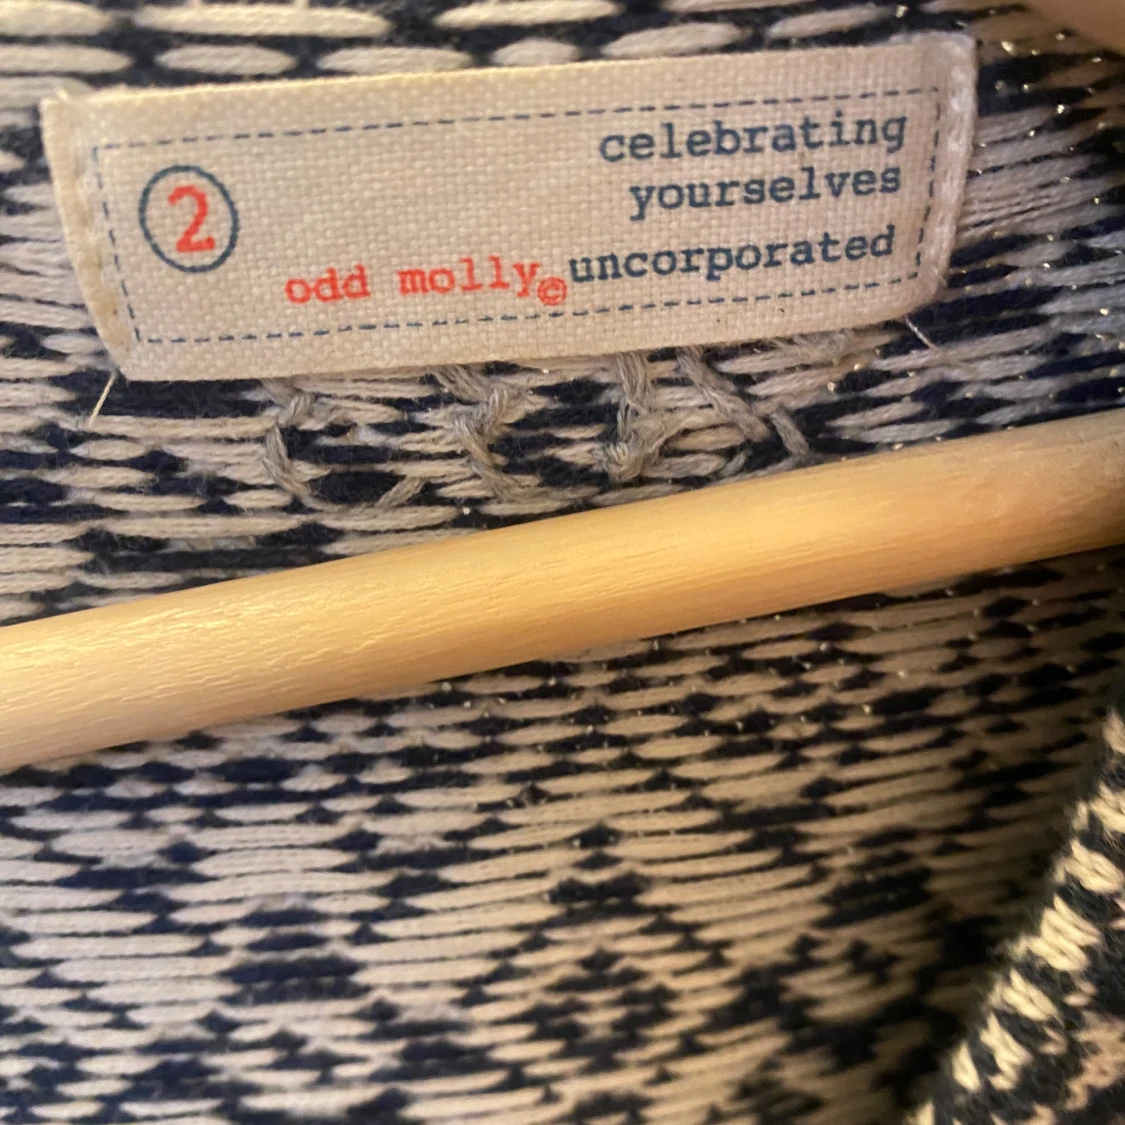 celebrating
yourselves
2
odd molly© uncorporated